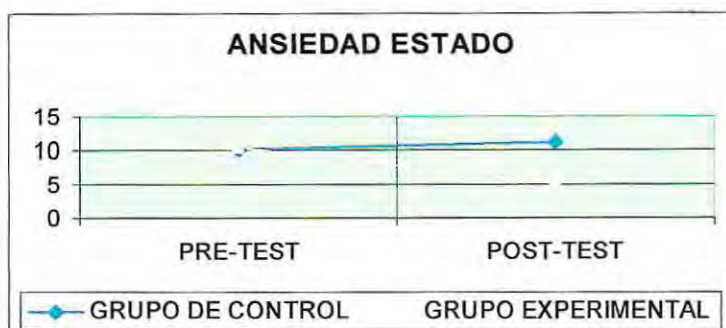 ANSIEDAD ESTADO
15
10
5
0
PRE-TEST POST-TEST
GRUPO DE CONTROL GRUPO EXPERIMENTAL